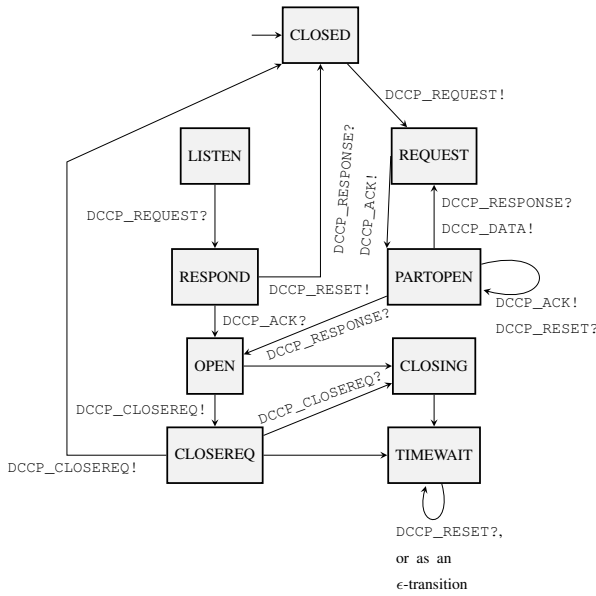 CLOSED
DCCP_REQUEST!
LISTEN
REQUEST
DCCP_RESPONSE?
DCCP_ACK!
DCCP_REQUEST?
DCCP_RESPONSE?
DCCP_DATA!
RESPOND
DCCP_RESET!
PARTOPEN
DCCP_ACK!
DCCP_RESET?
DCCP_ACK?
DCCP_RESPONSE?
OPEN
CLOSING
DCCP_CLOSEREQ!
DCCP_CLOSEREQ?
CLOSEREQ
TIMEWAIT
DCCP_CLOSEREQ!
DCCP_RESET?,
or as an
ϵ-transition